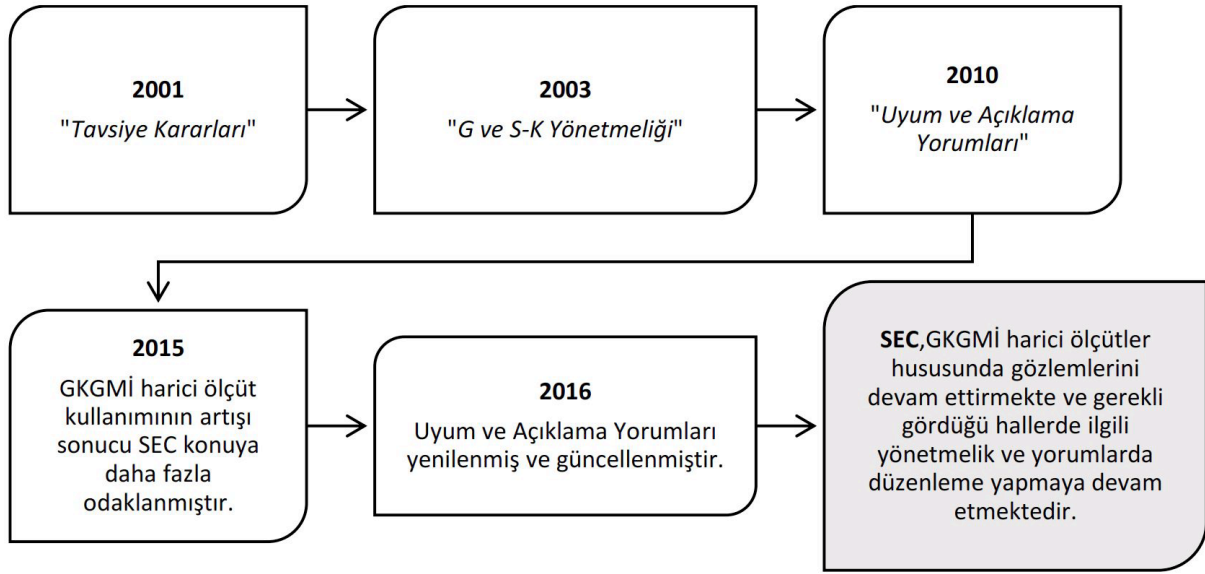 2001
"Tavsiye Kararları"
2003
"G ve S-K Yönetmeliği"
2010
"Uyum ve Açıklama
Yorumları"
2015
GKGMİ harici ölçüt
kullanımının artışı
sonucu SEC konuya
daha fazla
odaklanmıştır.
2016
Uyum ve Açıklama Yorumları
yenilenmiş ve güncellenmiştir.
SEC,GKGMİ harici ölçütler
hususunda gözlemlerini
devam ettirmekte ve gerekli
gördüğü hallerde ilgili
yönetmelik ve yorumlarda
düzenleme yapmaya devam
etmektedir.